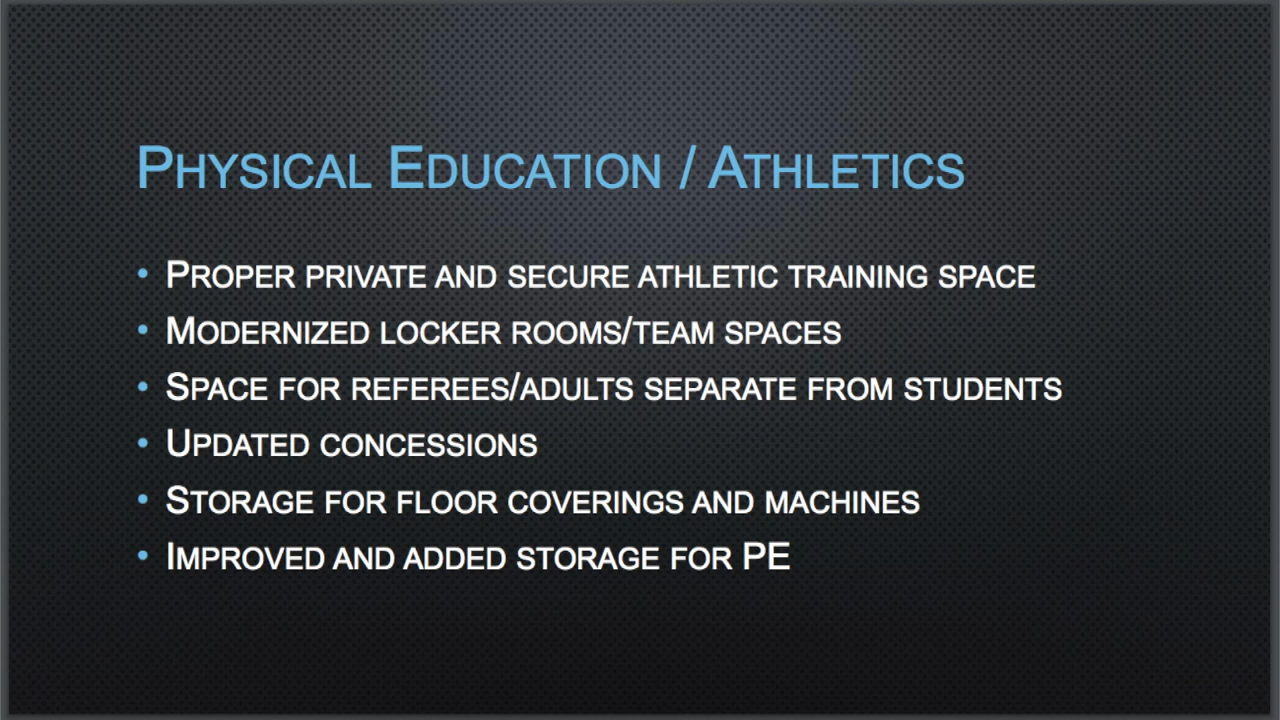 Physical Education / Athletics
• Proper private and secure athletic training space
• Modernized locker rooms/team spaces
• Space for referees/adults separate from students
• Updated concessions
• Storage for floor coverings and machines
• Improved and added storage for PE